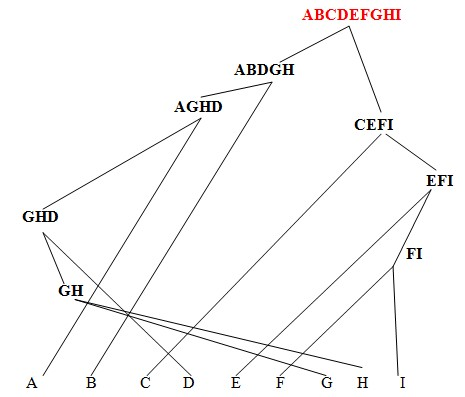 ABCDEFGHI
ABDGH
AGHD
CEFI
EFI
GHD
FI
GH
A B C D E F G H I